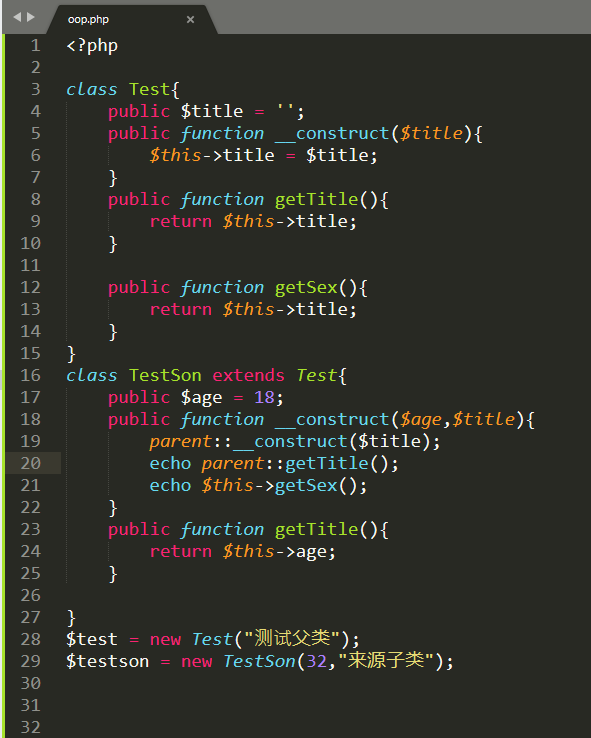 oop.php ×
1 <?php
2
3 class Test{
4     public $title = '';
5     public function __construct($title){
6         $this->title = $title;
7     }
8     public function getTitle(){
9         return $this->title;
10     }
11
12     public function getSex(){
13         return $this->title;
14     }
15 }
16 class TestSon extends Test{
17     public $age = 18;
18     public function __construct($age,$title){
19         parent::__construct($title);
20         echo parent::getTitle();
21         echo $this->getSex();
22     }
23     public function getTitle(){
24         return $this->age;
25     }
26
27 }
28 $test = new Test("测试父类");
29 $testson = new TestSon(32,"来源子类");
30
31
32